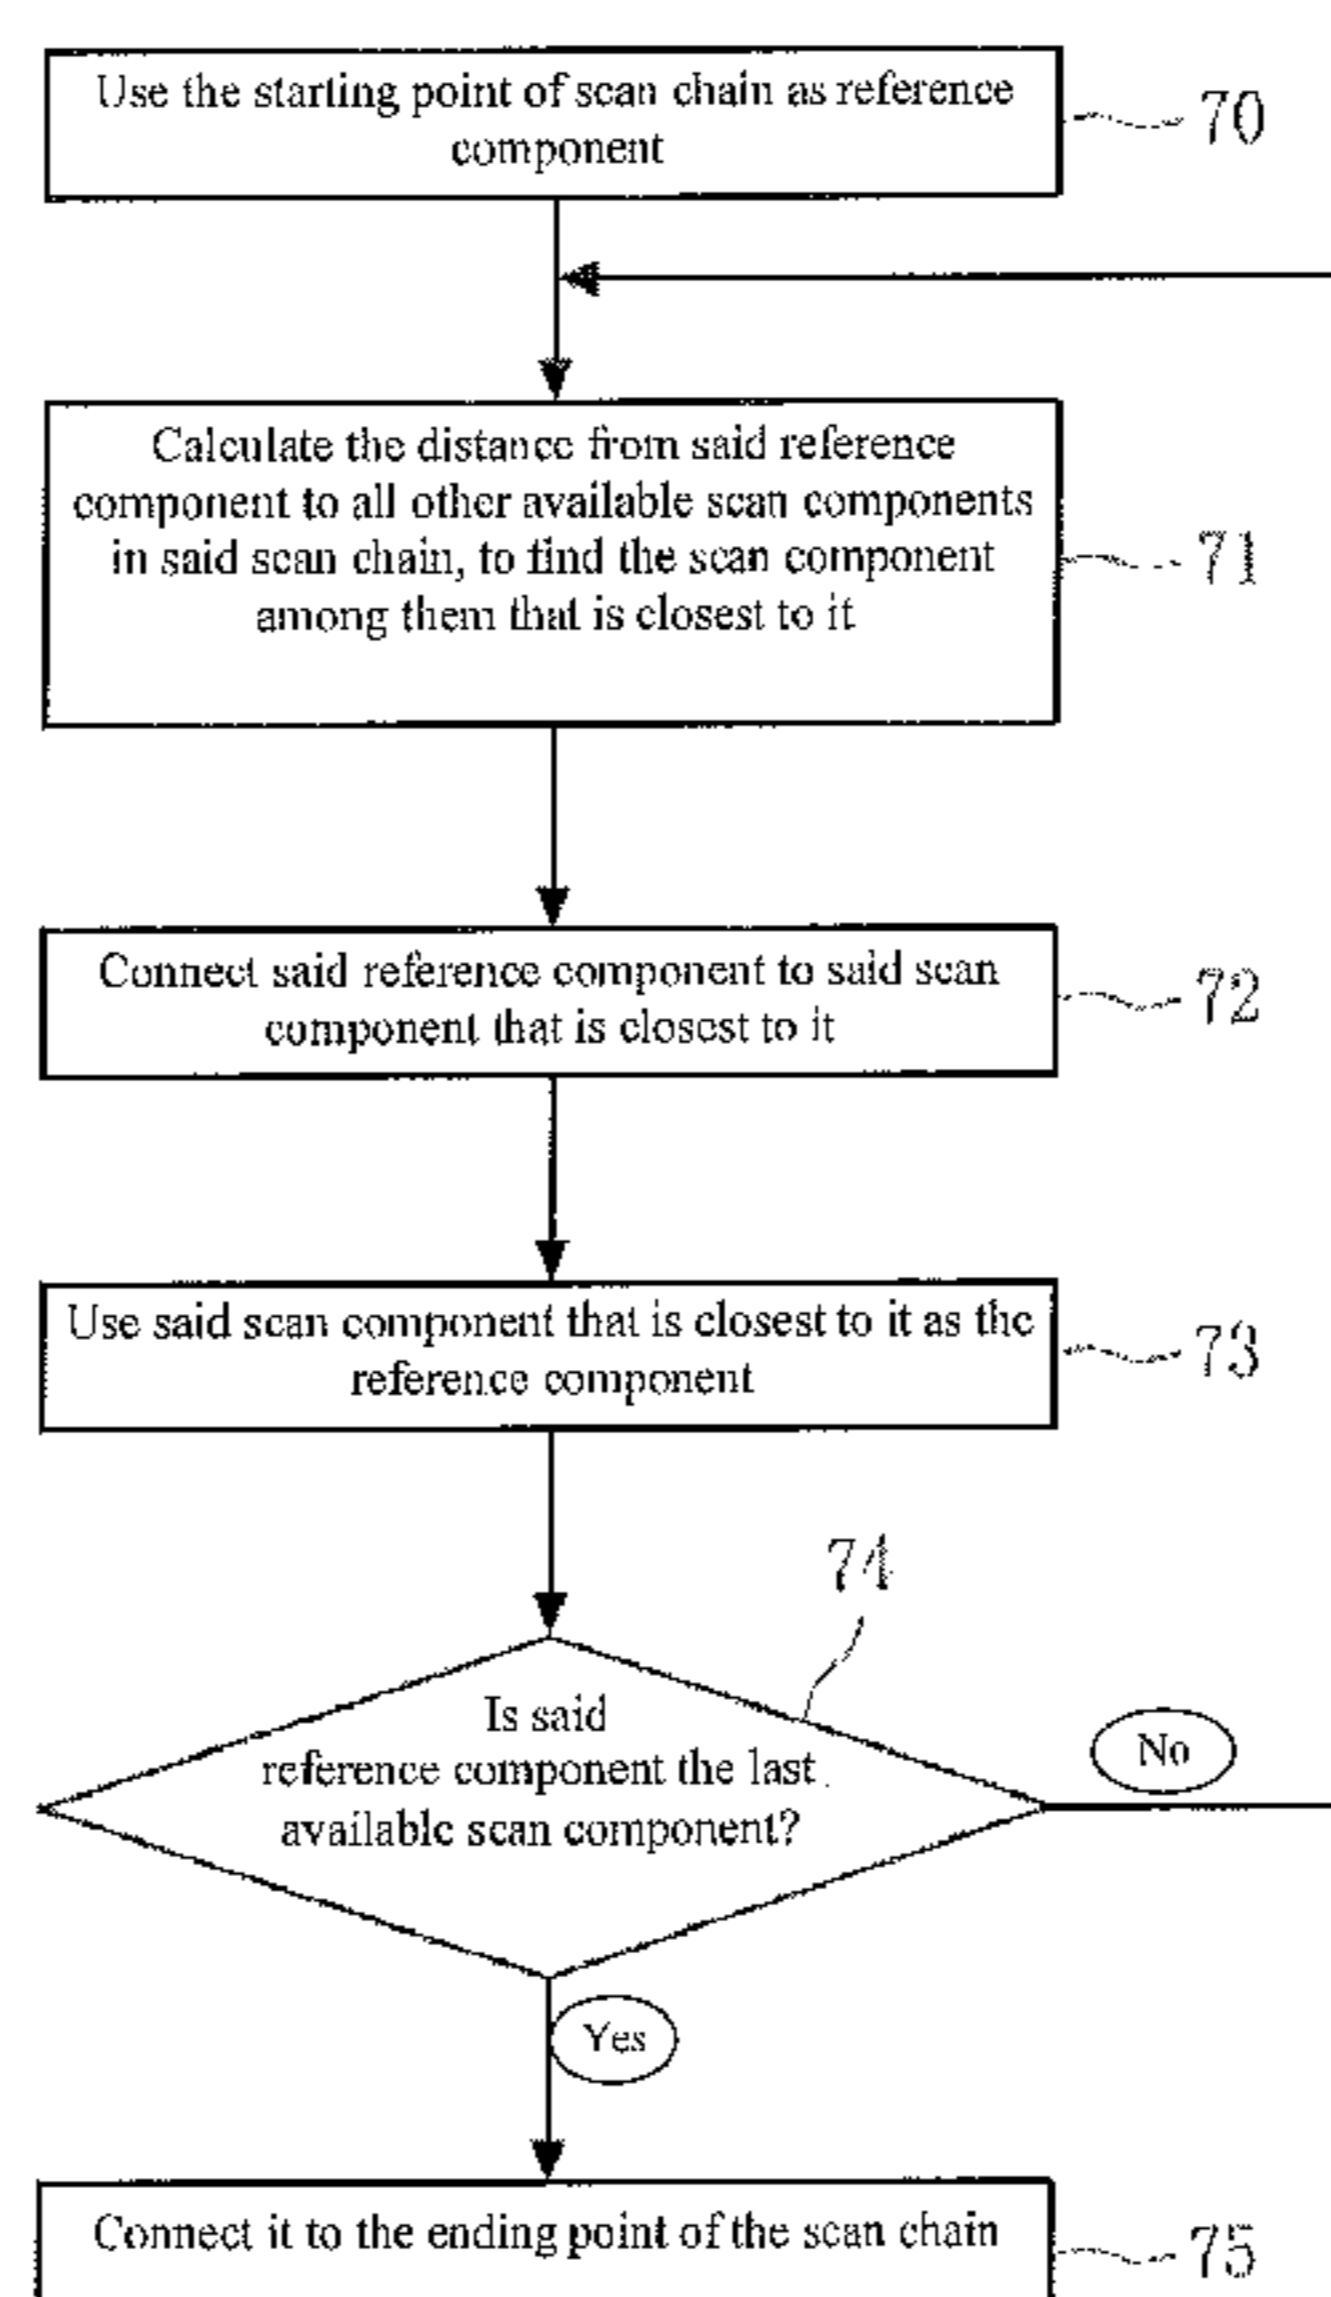 Use the starting point of scan chain as reference
component
70
Calculate the distance from said reference
component to all other available scan components
in said scan chain, to find the scan component
among them that is closest to it
71
Connect said reference component to said scan
component that is closest to it
72
Use said scan component that is closest to it as the
reference component
73
74
Is said
reference component the last
available scan component?
No
Yes
Connect it to the ending point of the scan chain
75